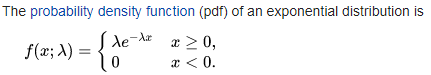 The probability density function (pdf) of an exponential distribution is
f(x; λ) = { λe^{−λx} x ≥ 0,
0 x < 0.